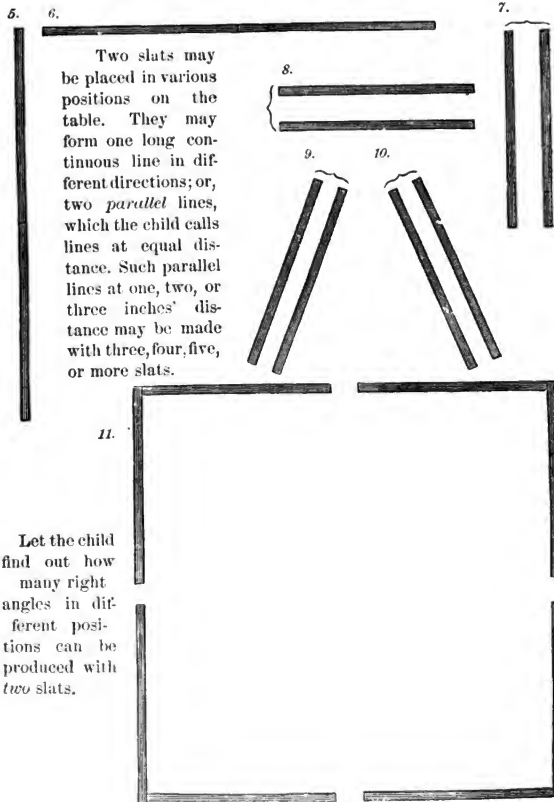 5.
6.
7.
Two slats may
be placed in various
positions on the
table. They may
form one long con-
tinuous line in dif-
ferent directions; or,
two parallel lines,
which the child calls
lines at equal dis-
tance. Such parallel
lines at one, two, or
three inches' dis-
tance may be made
with three, four, five,
or more slats.
8.
9.
10.
11.
Let the child
find out how
many right
angles in dif-
ferent posi-
tions can be
produced with
two slats.